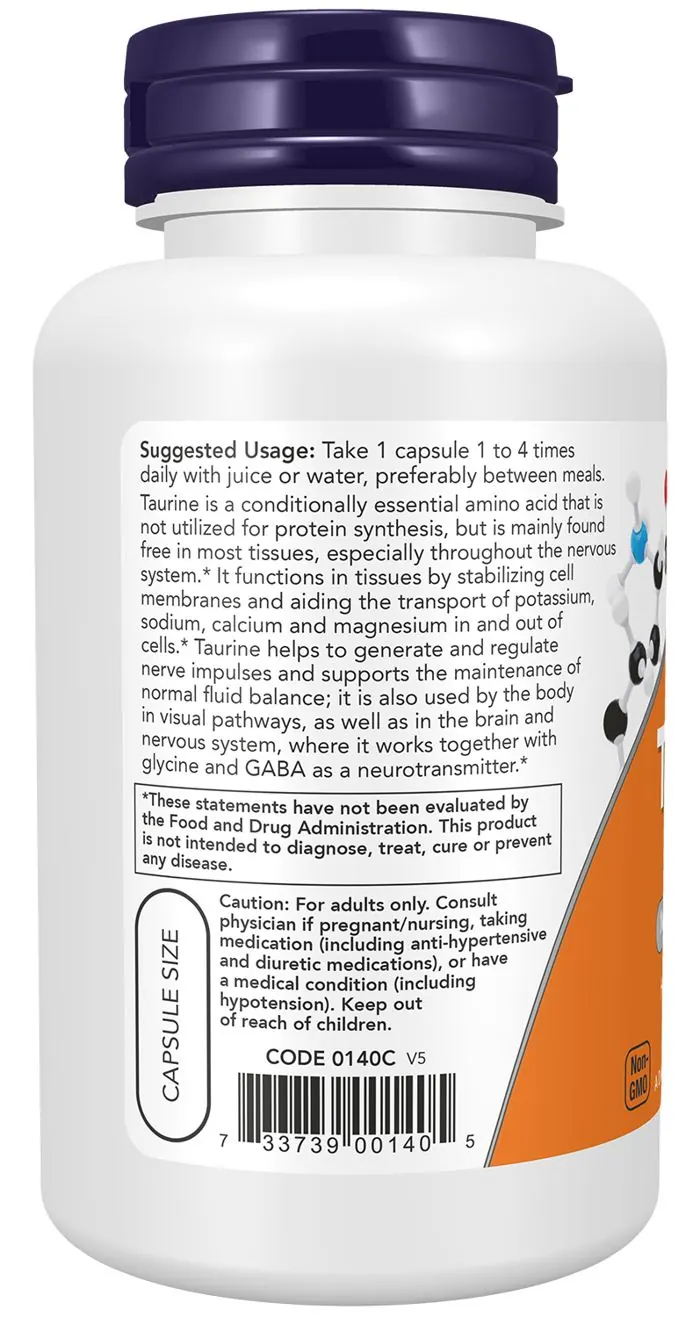 Suggested Usage: Take 1 capsule 1 to 4 times
daily with juice or water, preferably between meals.
Taurine is a conditionally essential amino acid that is
not utilized for protein synthesis, but is mainly found
free in most tissues, especially throughout the nervous
system.* It functions in tissues by stabilizing cell
membranes and aiding the transport of potassium,
sodium, calcium and magnesium in and out of
cells.* Taurine helps to generate and regulate
nerve impulses and supports the maintenance of
normal fluid balance; it is also used by the body
in visual pathways, as well as in the brain and
nervous system, where it works together with
glycine and GABA as a neurotransmitter.*
*These statements have not been evaluated by
the Food and Drug Administration. This product
is not intended to diagnose, treat, cure or prevent
any disease.
CAPSULE SIZE
Caution: For adults only. Consult
physician if pregnant/nursing, taking
medication (including anti-hypertensive
and diuretic medications), or have
a medical condition (including
hypotension). Keep out
of reach of children.
CODE 0140C V5
7 33739 00140 5
Non-
GMO